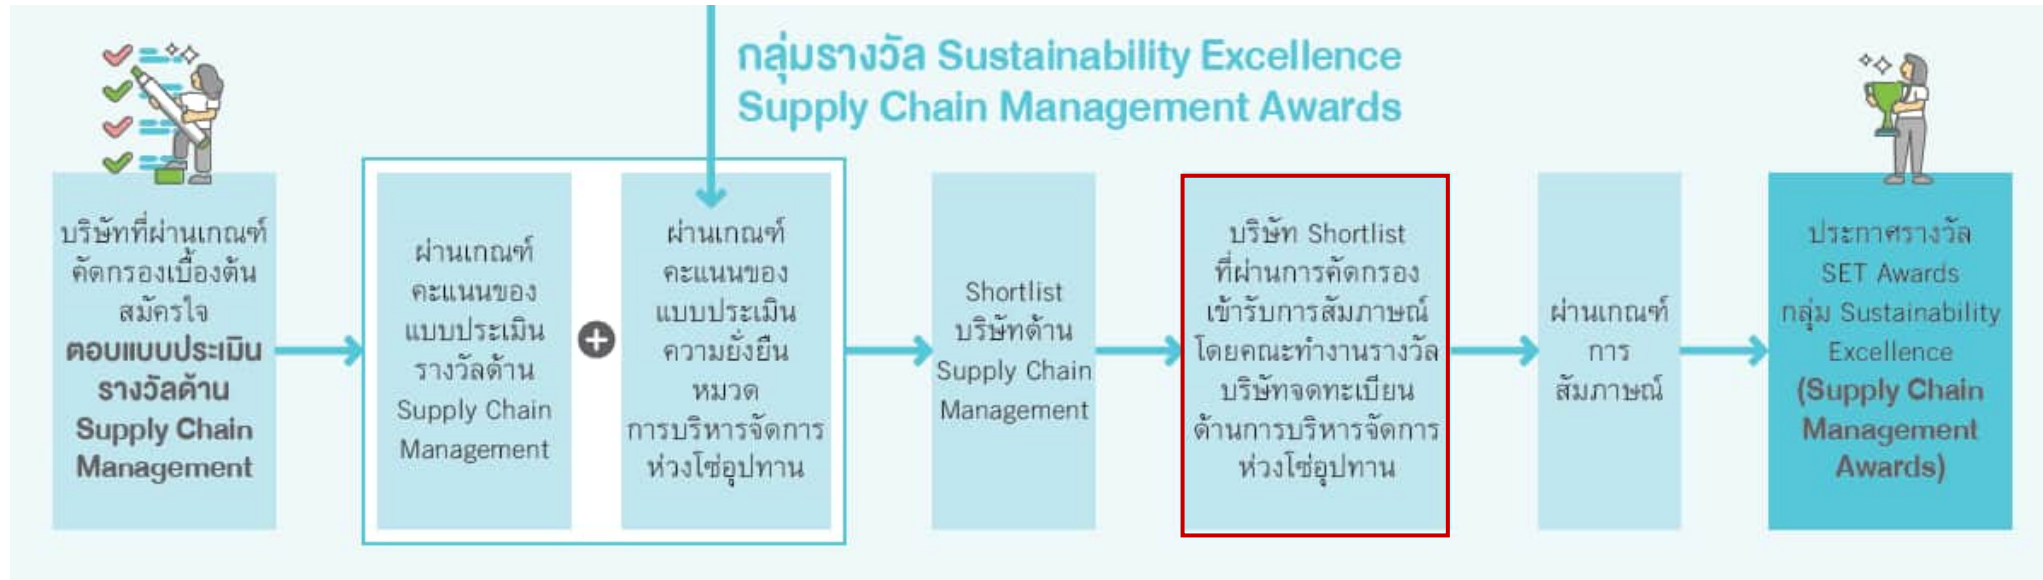 กลุ่มรางวัล Sustainability Excellence
Supply Chain Management Awards
บริษัทที่ผ่านเกณฑ์
คัดกรองเบื้องต้น
สมัครใจ
ตอบแบบประเมิน
รางวัลด้าน
Supply Chain
Management
ผ่านเกณฑ์
คะแนนของ
แบบประเมิน
รางวัลด้าน
Supply Chain
Management
+
ผ่านเกณฑ์
คะแนนของ
แบบประเมิน
ความยั่งยืน
หมวด
การบริหารจัดการ
ห่วงโซ่อุปทาน
Shortlist
บริษัทด้าน
Supply Chain
Management
บริษัท Shortlist
ที่ผ่านการคัดกรอง
เข้ารับการสัมภาษณ์
โดยคณะทำงานรางวัล
บริษัทจดทะเบียน
ด้านการบริหารจัดการ
ห่วงโซ่อุปทาน
ผ่านเกณฑ์
การ
สัมภาษณ์
ประกาศรางวัล
SET Awards
กลุ่ม Sustainability
Excellence
(Supply Chain
Management
Awards)